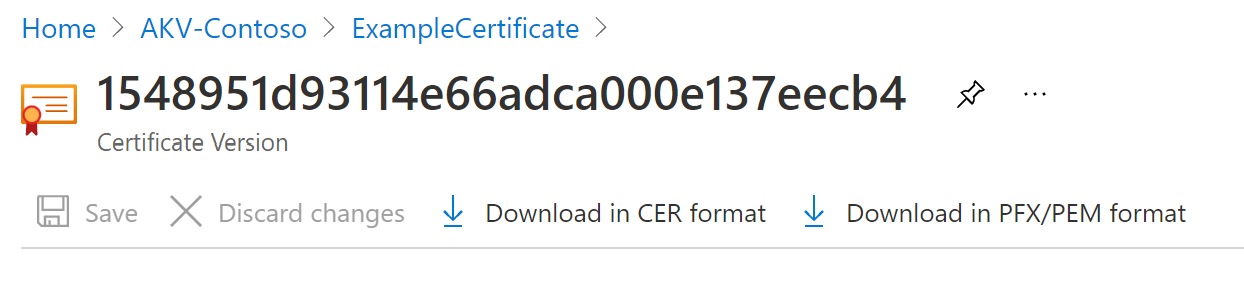 Home > AKV-Contoso > ExampleCertificate >
1548951d93114e66adca000e137eecb4 ...
Certificate Version
Save Discard changes Download in CER format Download in PFX/PEM format